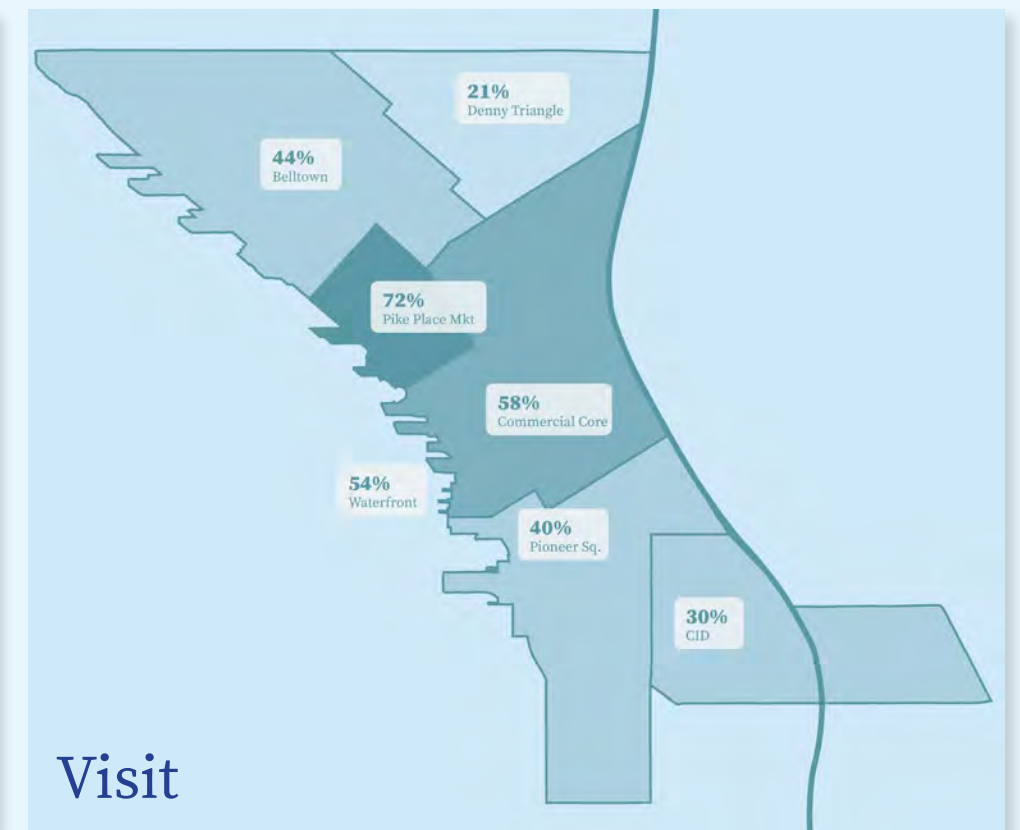 21%
Denny Triangle
44%
Belltown
72%
Pike Place Mkt
58%
Commercial Core
54%
Waterfront
40%
Pioneer Sq.
30%
CID
Visit